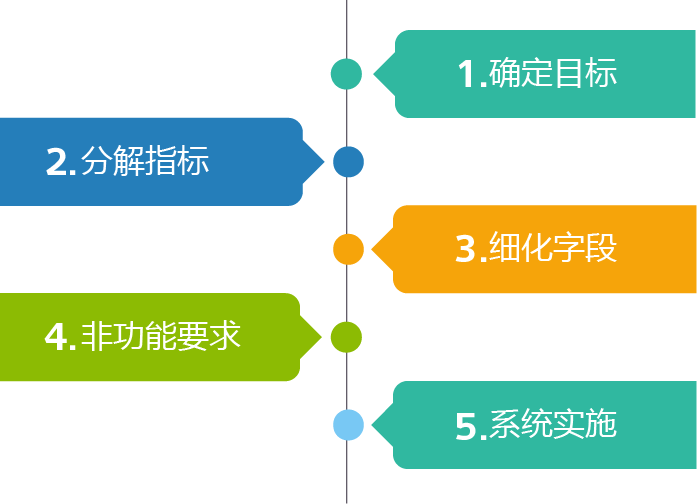 1.确定目标
2.分解指标
3.细化字段
4.非功能要求
5.系统实施